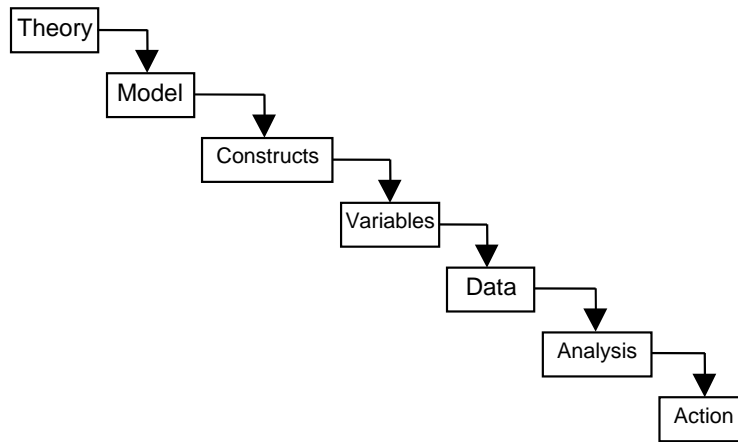 Theory
Model
Constructs
Variables
Data
Analysis
Action